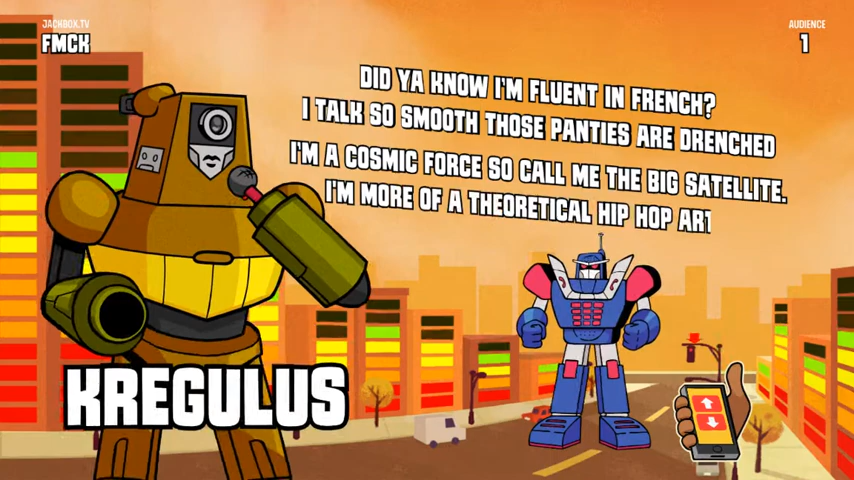 JACKBOX.TV
FMCK
AUDIENCE
1
DID YA KNOW I'M FLUENT IN FRENCH?
I TALK SO SMOOTH THOSE PANTIES ARE DRENCHED
I'M A COSMIC FORCE SO CALL ME THE BIG SATELLITE.
I'M MORE OF A THEORETICAL HIP HOP ART
KREGULUS